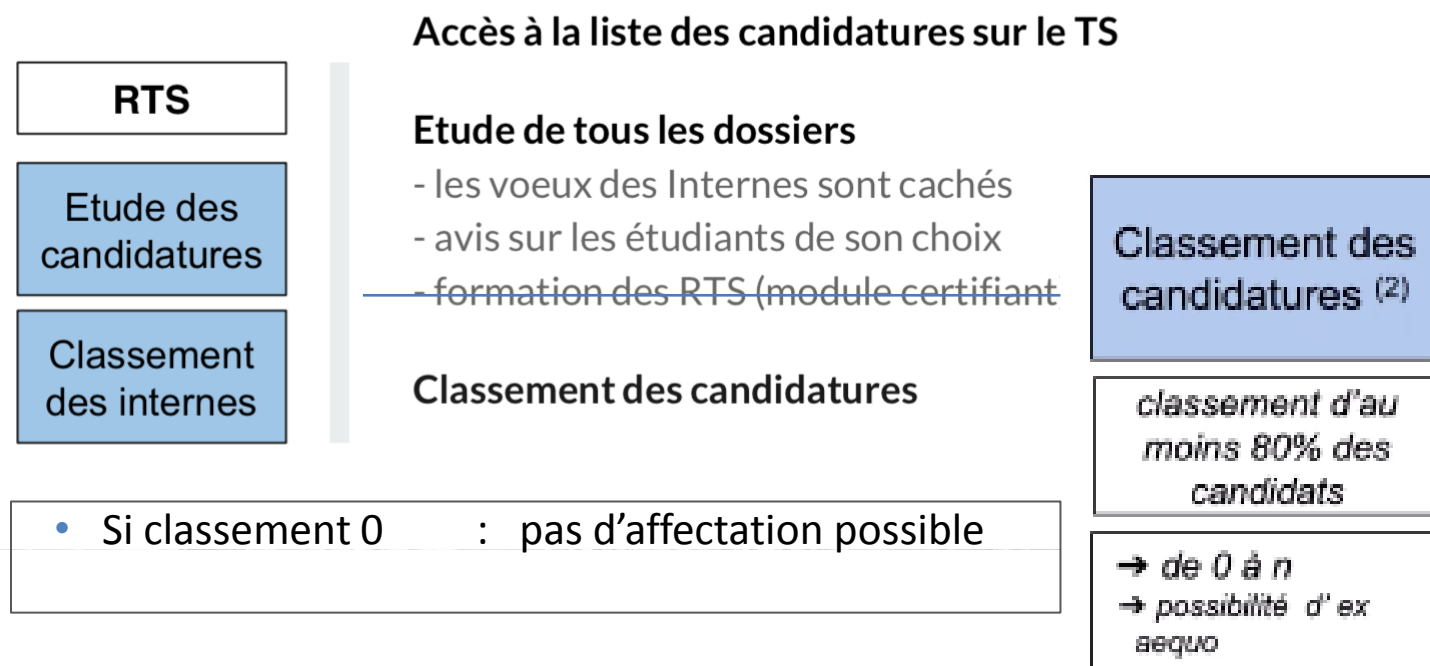 Accès à la liste des candidatures sur le TS
RTS
Etude des
candidatures
Classement
des internes
Etude de tous les dossiers
- les voeux des Internes sont cachés
- avis sur les étudiants de son choix
- formation des RTS (module certifiant
Classement des candidatures
Classement des
candidatures (2)
classement d'au
moins 80% des
candidats
→ de 0 à n
→ possibilité d' ex
aequo
• Si classement 0 : pas d’affectation possible